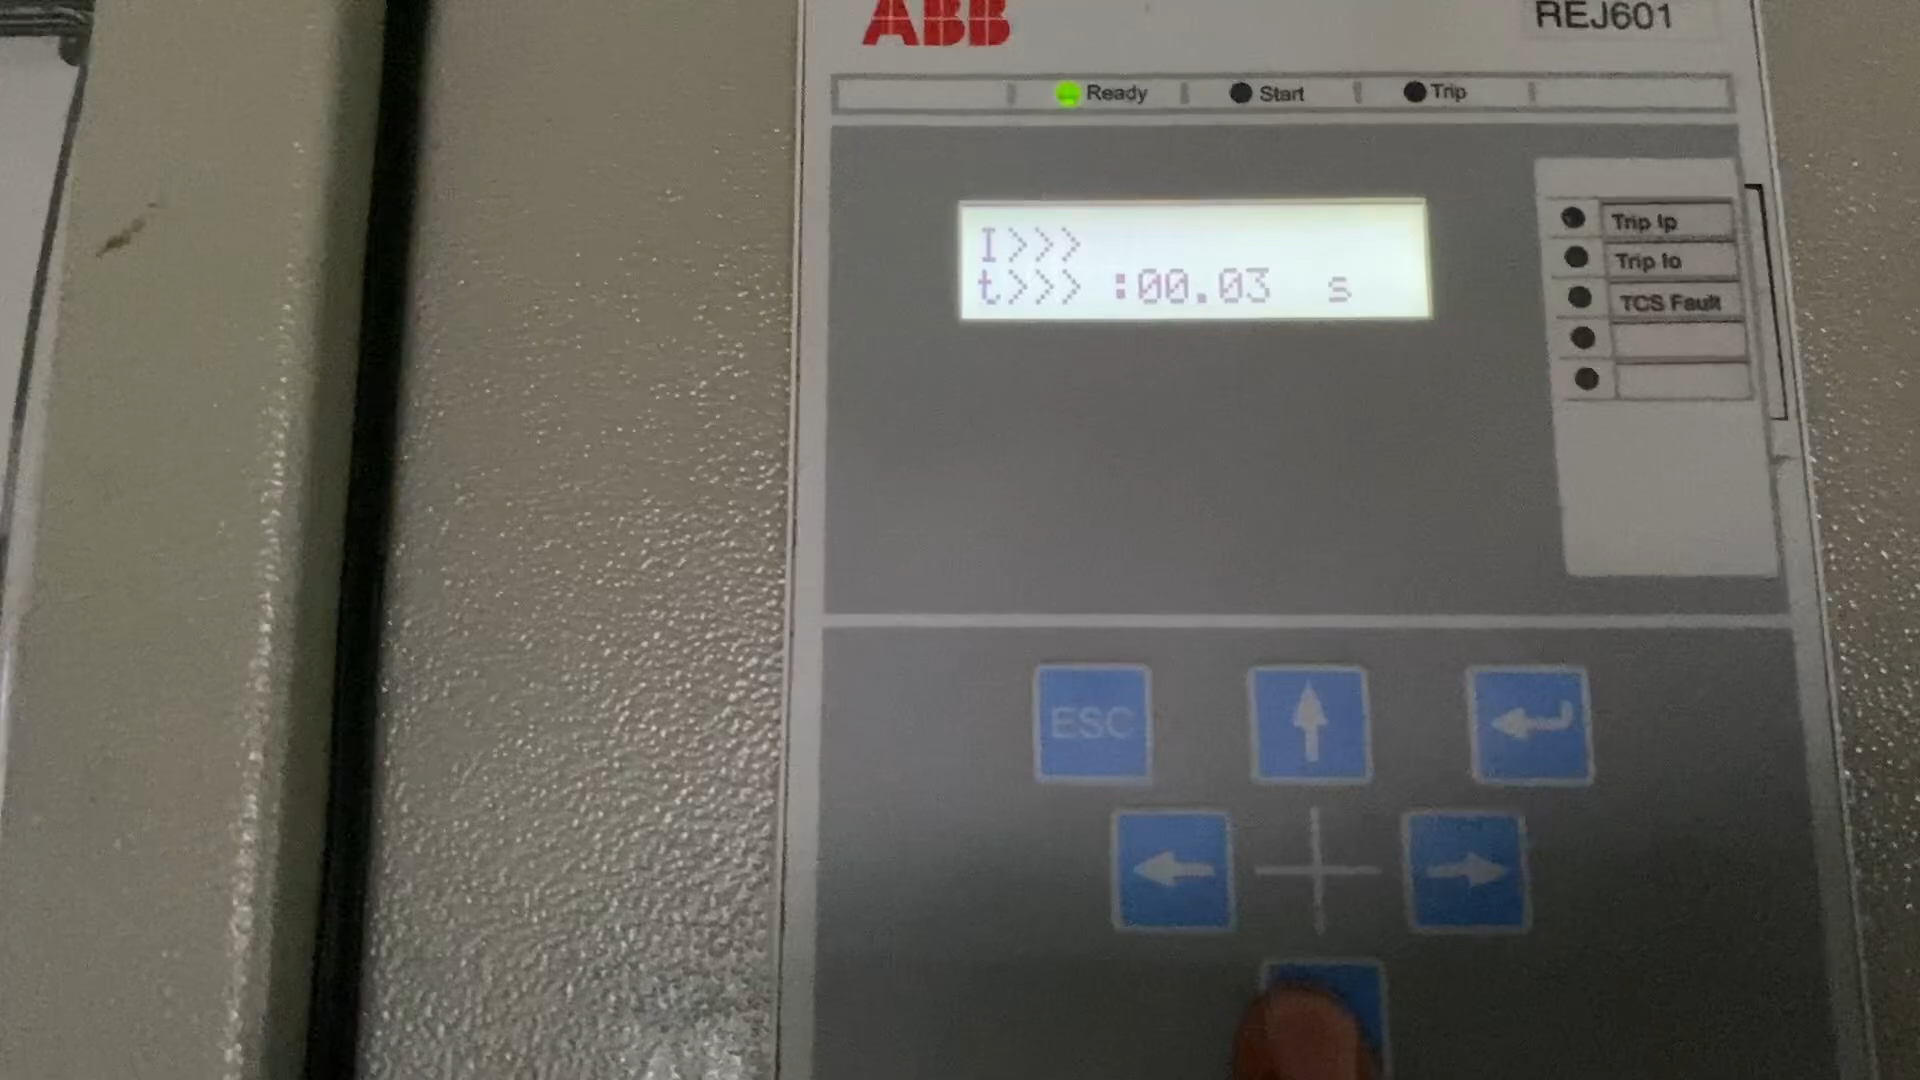 ABB
REJ601
Ready
Start
Trip
I>>>
t>>> :00.03 s
Trip Ip
Trip Io
TCS Fault
ESC